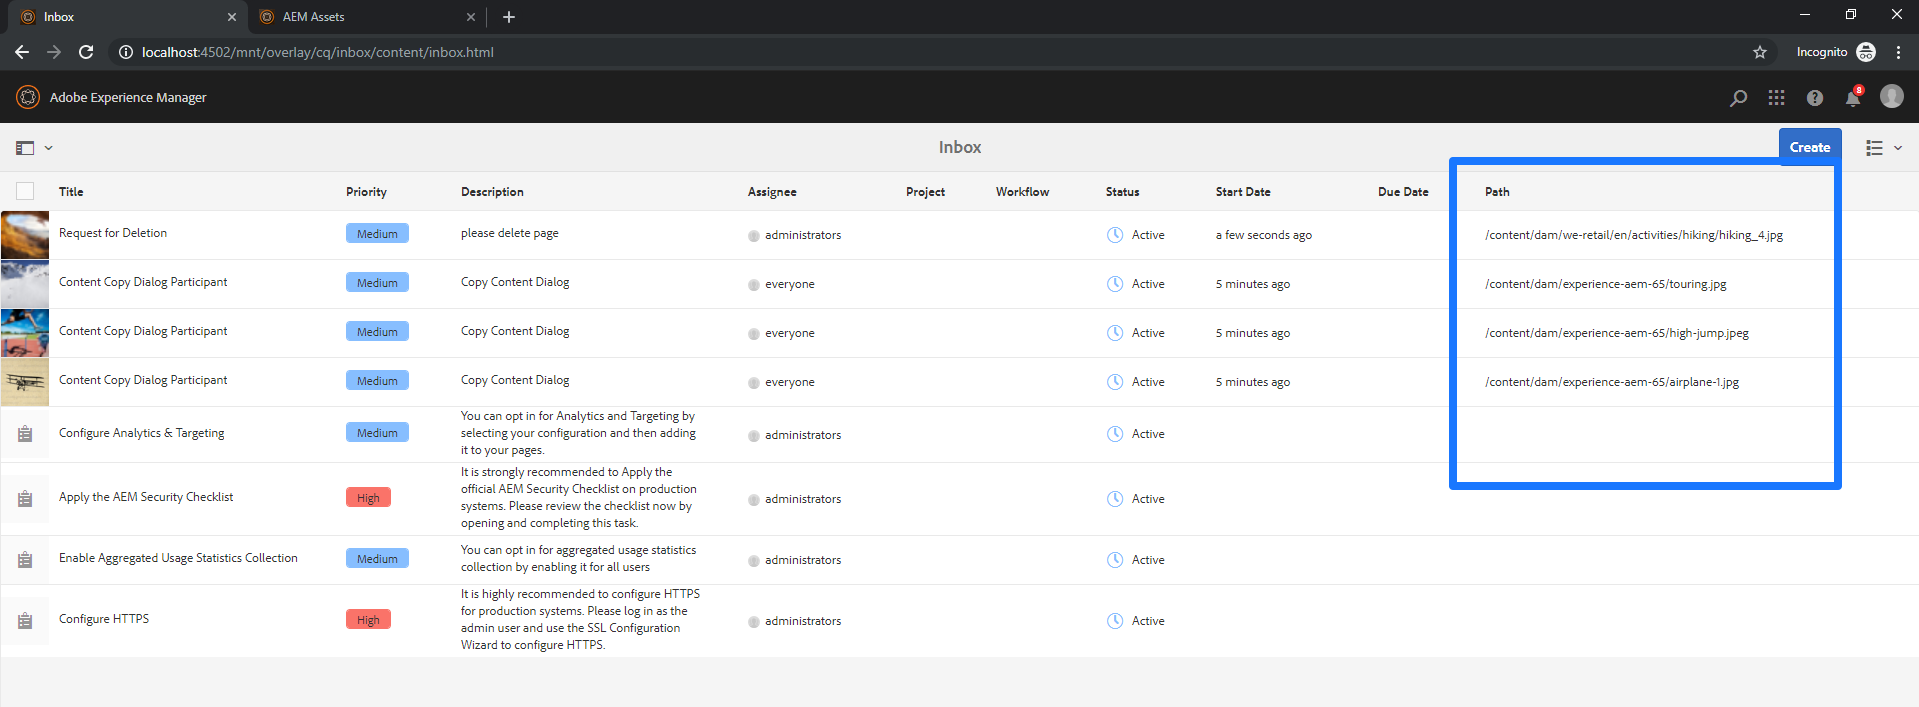 Inbox
AEM Assets
localhost:4502/mnt/overlay/cq/inbox/content/inbox.html
Incognito
Adobe Experience Manager
8
Inbox
Create
Title Priority Description Assignee Project Workflow Status Start Date Due Date Path
Request for Deletion Medium please delete page administrators Active a few seconds ago /content/dam/we-retail/en/activities/hiking/hiking_4.jpg
Content Copy Dialog Participant Medium Copy Content Dialog everyone Active 5 minutes ago /content/dam/experience-aem-65/touring.jpg
Content Copy Dialog Participant Medium Copy Content Dialog everyone Active 5 minutes ago /content/dam/experience-aem-65/high-jump.jpeg
Content Copy Dialog Participant Medium Copy Content Dialog everyone Active 5 minutes ago /content/dam/experience-aem-65/airplane-1.jpg
You can opt in for Analytics and Targeting by
Configure Analytics & Targeting Medium selecting your configuration and then adding administrators Active
it to your pages.
It is strongly recommended to Apply the
official AEM Security Checklist on production
Apply the AEM Security Checklist High systems. Please review the checklist now by administrators Active
opening and completing this task.
You can opt in for aggregated usage statistics
Enable Aggregated Usage Statistics Collection Medium collection by enabling it for all users administrators Active
It is highly recommended to configure HTTPS
for production systems. Please log in as the
Configure HTTPS High admin user and use the SSL Configuration administrators Active
Wizard to configure HTTPS.